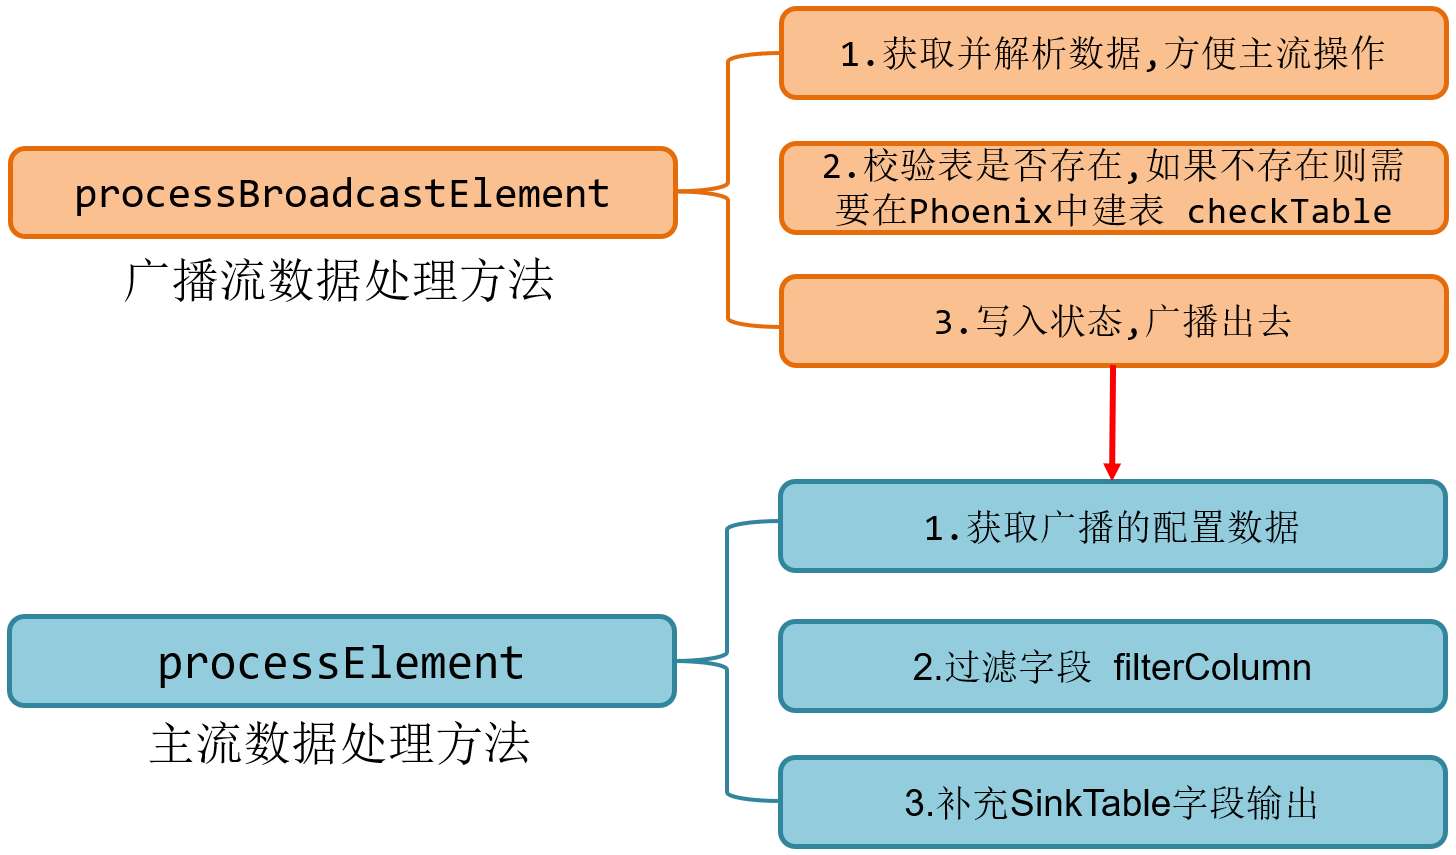 1.获取并解析数据,方便主流操作
2.校验表是否存在,如果不存在则需
要在Phoenix中建表 checkTable
processBroadcastElement
广播流数据处理方法
3.写入状态,广播出去
1.获取广播的配置数据
processElement
主流数据处理方法
2.过滤字段 filterColumn
3.补充SinkTable字段输出